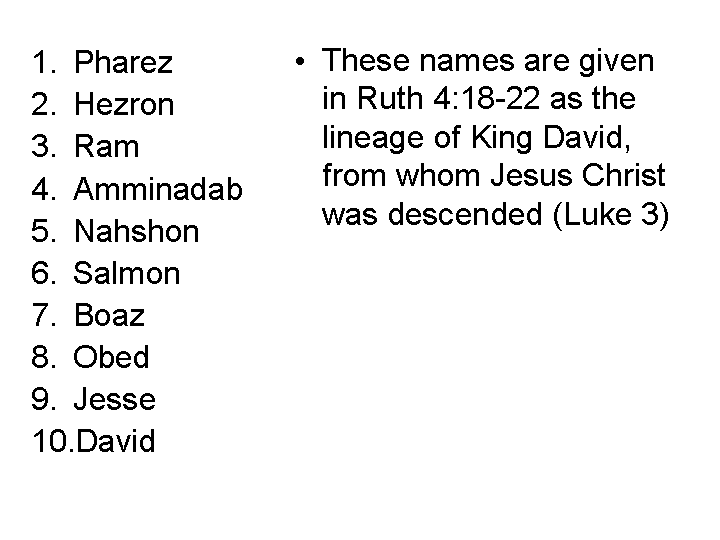 1. Pharez
2. Hezron
3. Ram
4. Amminadab
5. Nahshon
6. Salmon
7. Boaz
8. Obed
9. Jesse
10. David
• These names are given
in Ruth 4:18-22 as the
lineage of King David,
from whom Jesus Christ
was descended (Luke 3)